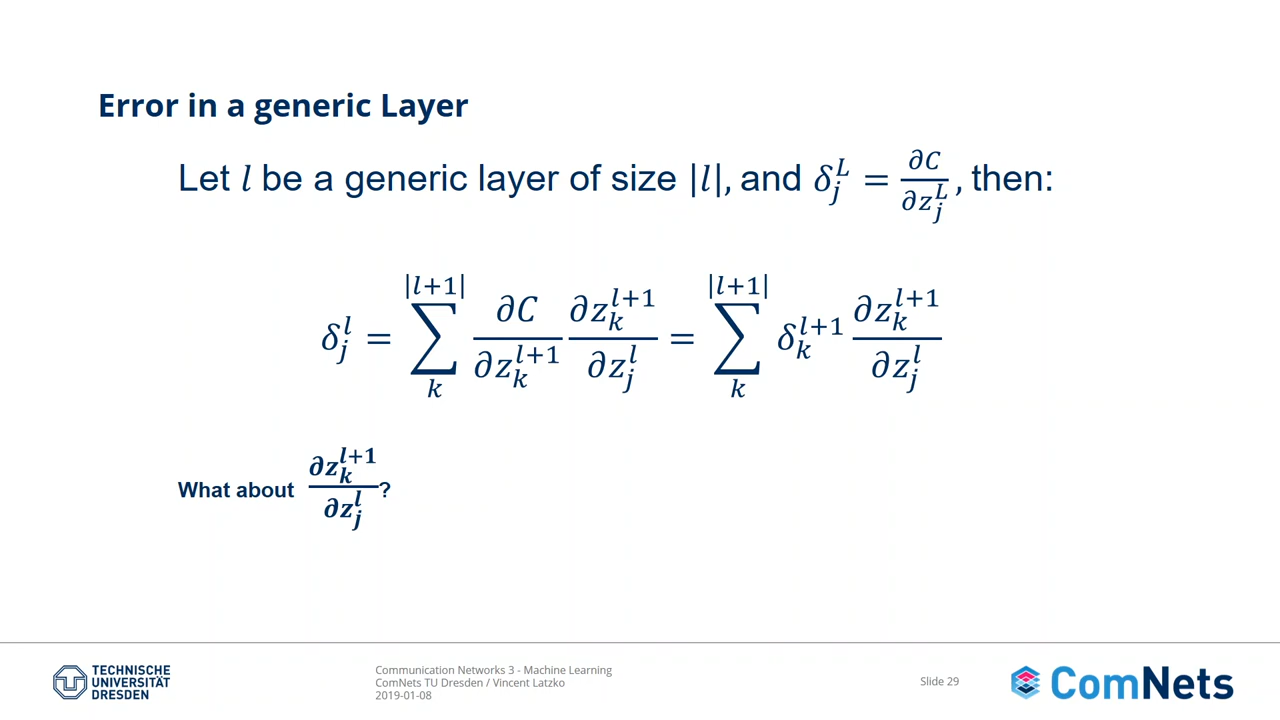 Error in a generic Layer
Let l be a generic layer of size |l|, and δ_j^L = ∂C/∂z_j^L, then:
δ_j^l = ∑_k^{|l+1|} ∂C/∂z_k^{l+1} ∂z_k^{l+1}/∂z_j^l = ∑_k^{|l+1|} δ_k^{l+1} ∂z_k^{l+1}/∂z_j^l
What about ∂z_k^{l+1}/∂z_j^l?
TECHNISCHE
UNIVERSITÄT
DRESDEN
Communication Networks 3 - Machine Learning
ComNets TU Dresden / Vincent Latzko
2019-01-08
Slide 29
ComNets